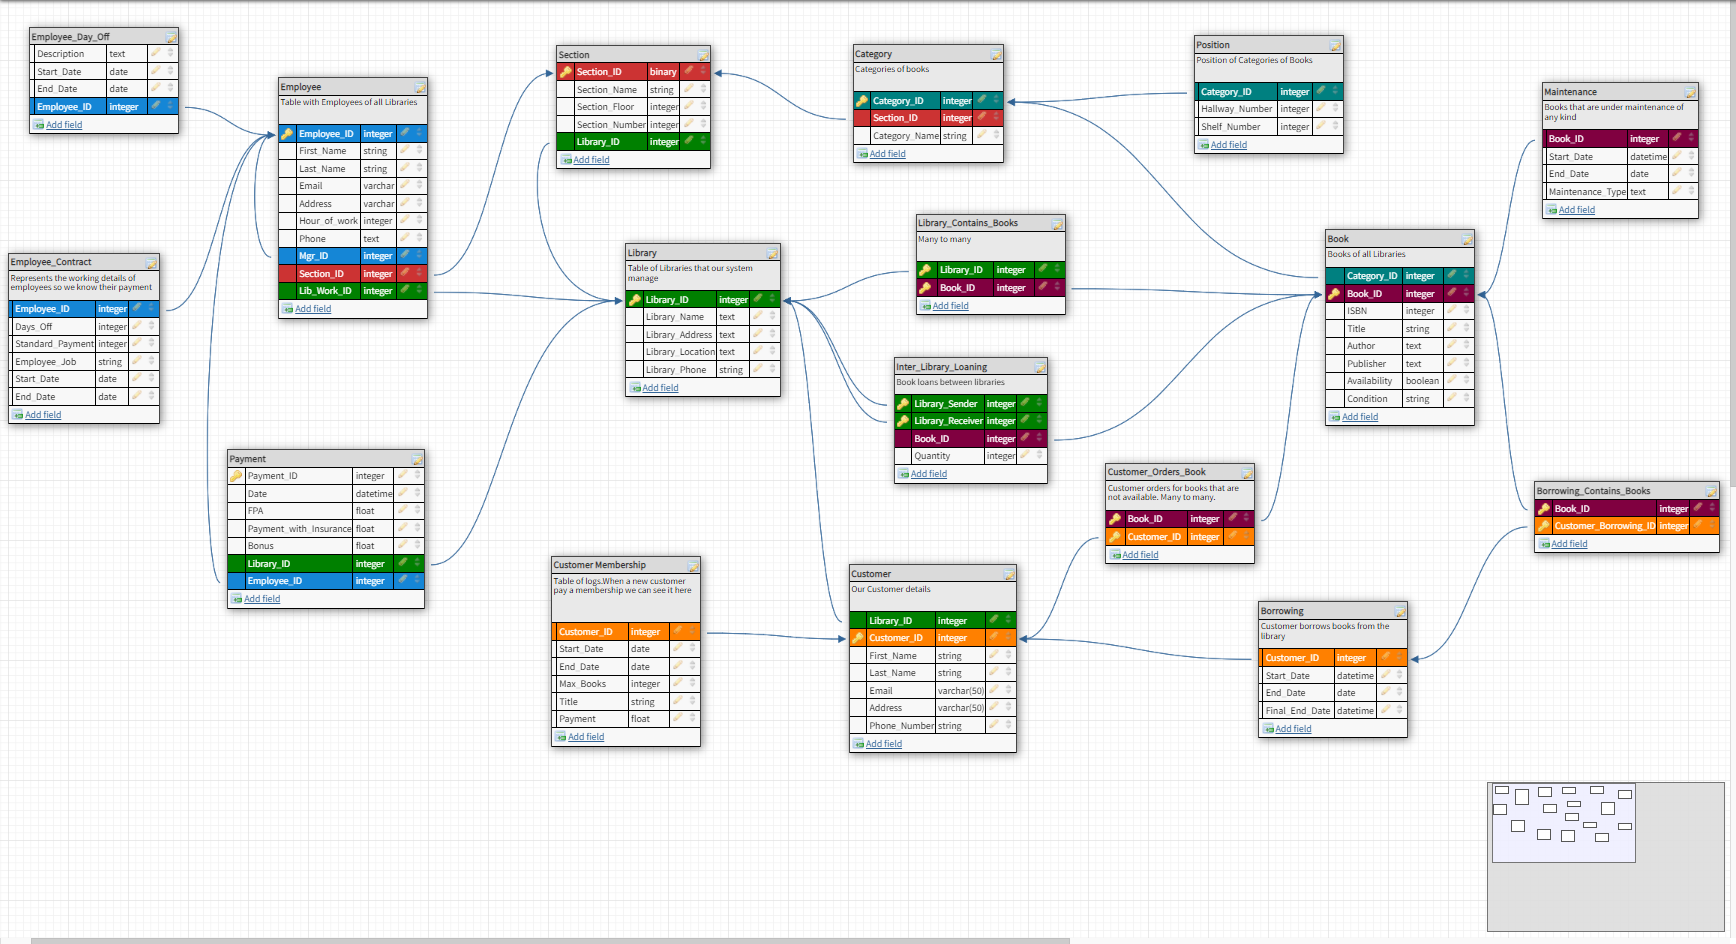 Employee_Day_Off
Description text
Start_Date date
End_Date date
Employee_ID integer
Add field
Employee
Table with Employees of all Libraries
Employee_ID integer
First_Name string
Last_Name string
Email varchar
Address varchar
Hour_of_work integer
Phone text
Mgr_ID integer
Section_ID integer
Lib_Work_ID integer
Add field
Section
Section_ID binary
Section_Name string
Section_Floor integer
Section_Number integer
Library_ID integer
Add field
Category
Categories of books
Category_ID integer
Section_ID integer
Category_Name string
Add field
Position
Position of Categories of Books
Category_ID integer
Hallway_Number integer
Shelf_Number integer
Add field
Maintenance
Books that are under maintenance of
any kind
Book_ID integer
Start_Date datetime
End_Date date
Maintenance_Type text
Add field
Employee_Contract
Represents the working details of
employees so we know their payment
Employee_ID integer
Days_Off integer
Standard_Payment integer
Employee_Job string
Start_Date date
End_Date date
Add field
Library
Table of Libraries that our system
manage
Library_ID integer
Library_Name text
Library_Address text
Library_Location text
Library_Phone string
Add field
Library_Contains_Books
Many to many
Library_ID integer
Book_ID integer
Add field
Book
Books of all Libraries
Category_ID integer
Book_ID integer
ISBN integer
Title string
Author text
Publisher text
Availability boolean
Condition string
Add field
Inter_Library_Loaning
Book loans between libraries
Library_Sender integer
Library_Receiver integer
Book_ID integer
Quantity integer
Add field
Payment
Payment_ID integer
Date datetime
FPA float
Payment_with_Insurance float
Bonus float
Library_ID integer
Employee_ID integer
Add field
Customer_Orders_Book
Customer orders for books that are
not available. Many to many.
Book_ID integer
Customer_ID integer
Add field
Borrowing_Contains_Books
Book_ID integer
Customer_Borrowing_ID integer
Add field
Customer Membership
Table of logs.When a new customer
pay a membership we can see it here
Customer_ID integer
Start_Date date
End_Date date
Max_Books integer
Title string
Payment float
Add field
Customer
Our Customer details
Library_ID integer
Customer_ID integer
First_Name string
Last_Name string
Email varchar(50)
Address varchar(50)
Phone_Number string
Add field
Borrowing
Customer borrows books from the
library
Customer_ID integer
Start_Date datetime
End_Date date
Final_End_Date datetime
Add field